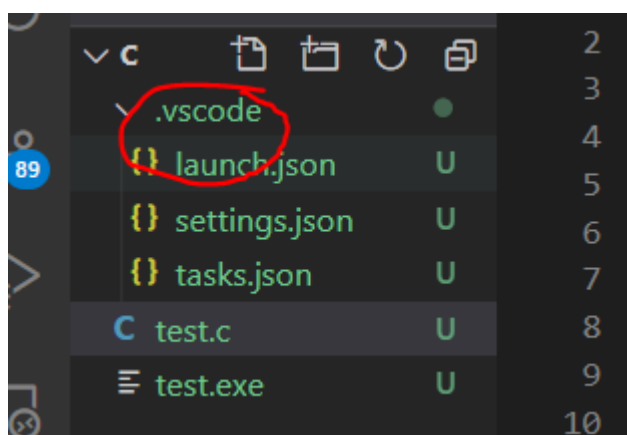 C
2
.vscode
3
4
89
{} launch.json U
5
{} settings.json U
6
{} tasks.json U
7
C test.c U
8
test.exe U
9
10